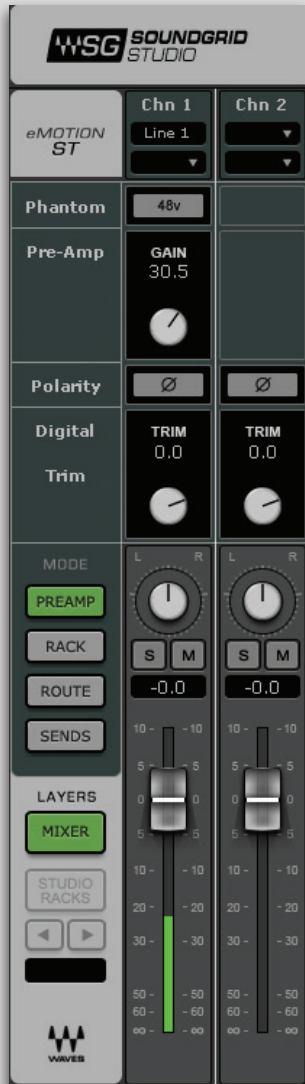 WSG SOUNDGRID
STUDIO
eMOTION
ST
Chn 1 Chn 2
Line 1
Phantom 48v
Pre-Amp GAIN
30.5
Polarity Ø Ø
Digital
Trim
TRIM TRIM
0.0 0.0
MODE
PREAMP
RACK
ROUTE
SENDS
L R L R
S M S M
-0.0 -0.0
10 - - 10 10 - - 10
5 - - 5 5 - - 5
0 0 0 0
5 5 5 5
10 - - 10 10 - - 10
20 - - 20 20 - - 20
30 - - 30 30 - - 30
50 - - 50 50 - - 50
60 - - 60 60 - - 60
∞ - - ∞ ∞ - - ∞
LAYERS
MIXER
STUDIO
RACKS
WAVES